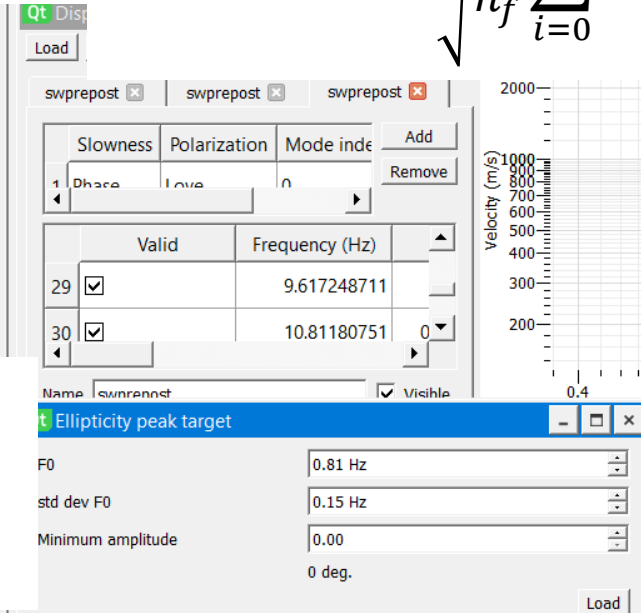 Qt Disp
√ n_f ∑ i=0
Load
swprepost swprepost swprepost
Slowness Polarization Mode inde Add
1 Phase Love 0 Remove
Valid Frequency (Hz)
29 9.617248711
30 10.81180751 0
Name swprepost Visible
2000
1000
900
800
700
600
500
400
300
200
Velocity (m/s)
0.4
Ellipticity peak target
F0 0.81 Hz
std dev F0 0.15 Hz
Minimum amplitude 0.00
0 deg.
Load